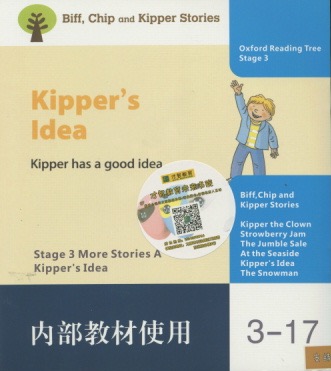 Biff, Chip and Kipper Stories
Oxford Reading Tree
Stage 3
Kipper's
Idea
Kipper has a good idea
Biff,Chip and
Kipper Stories
Kipper the Clown
Strowberry Jam
The Jumble Sale
At the Seaside
Kipper's Idea
The Snowman
Stage 3 More Stories A
Kipper's Idea
内部教材使用
3-17